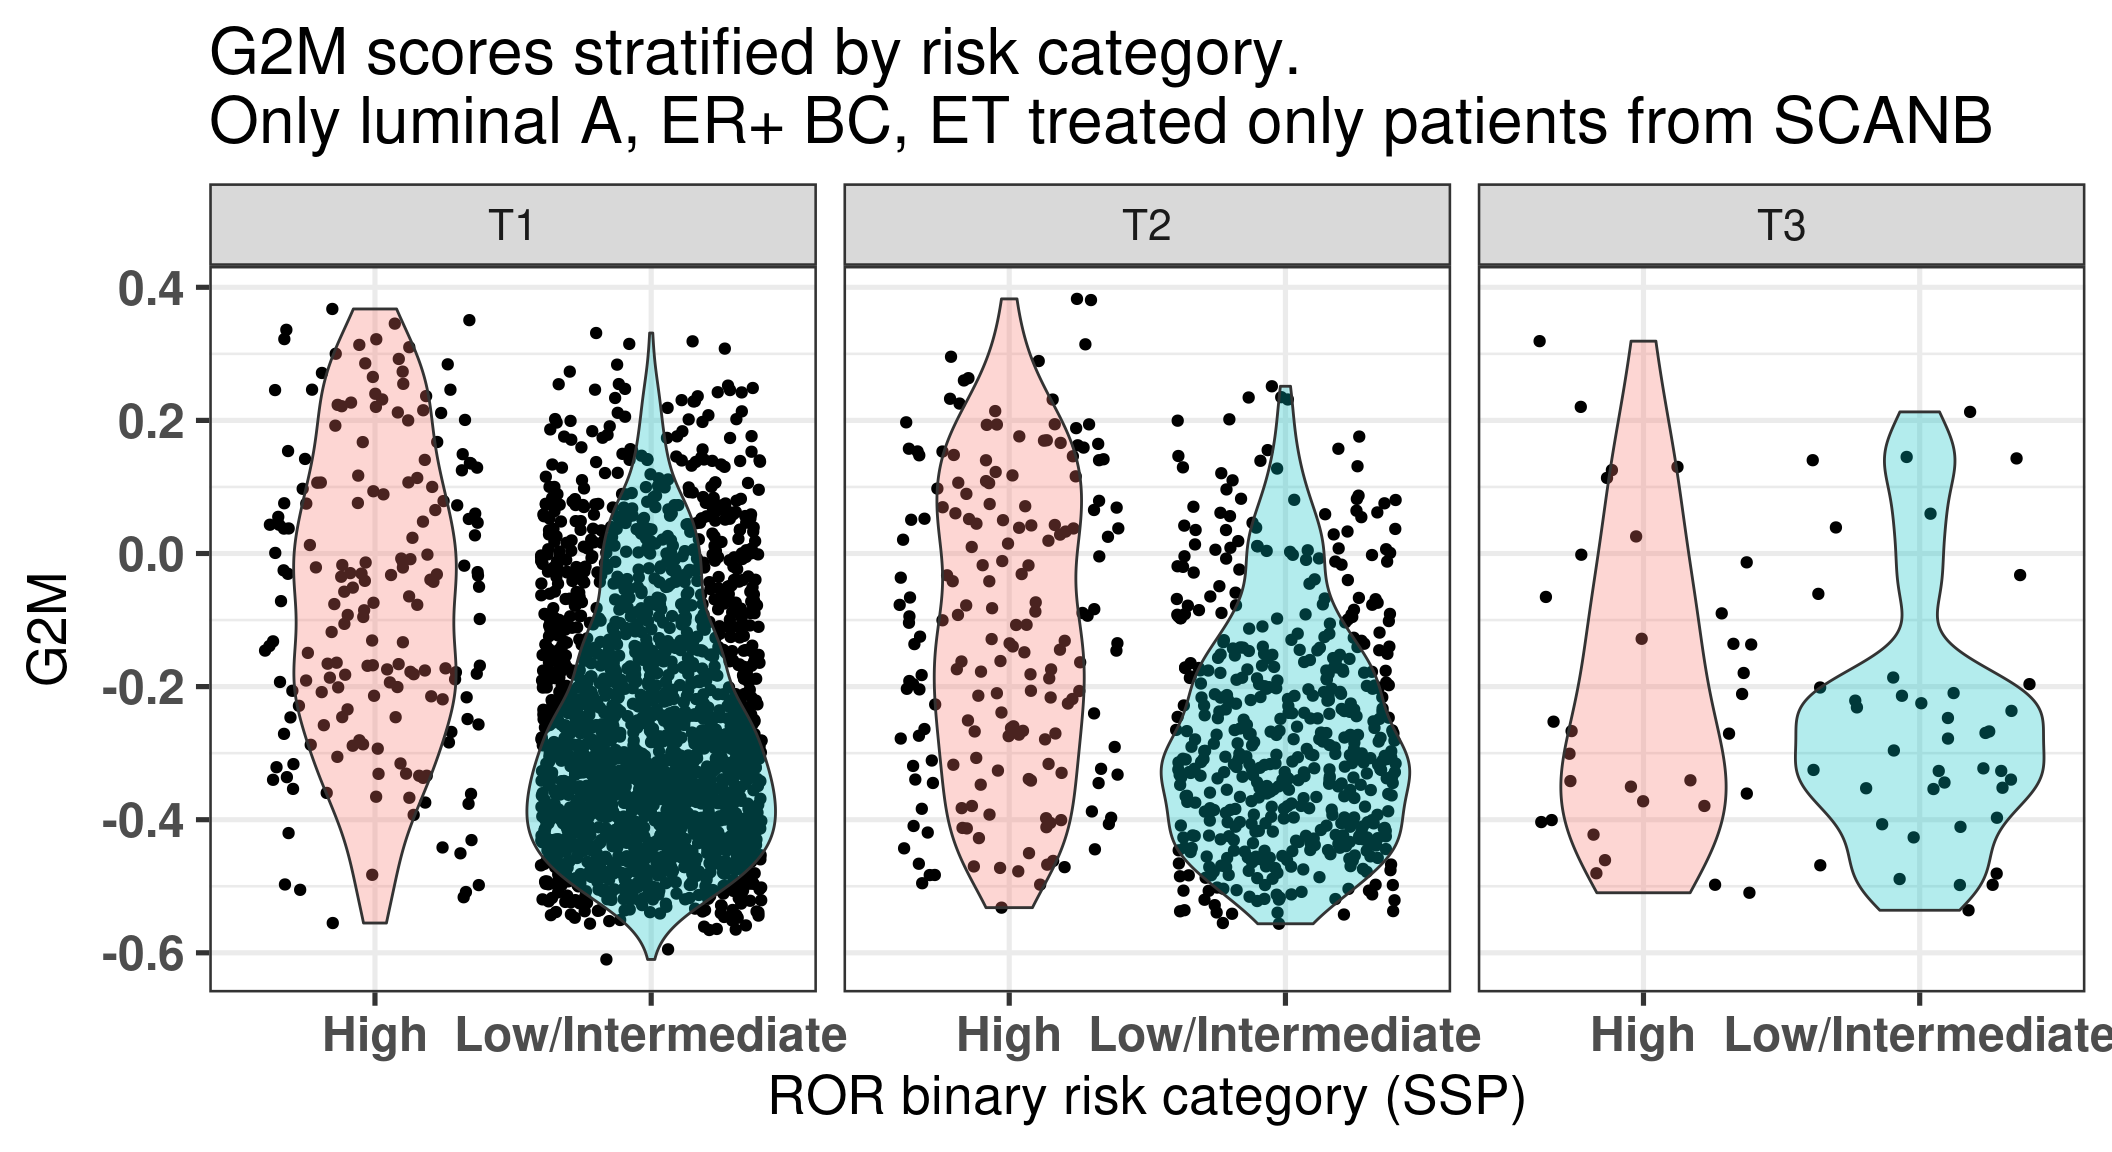 G2M scores stratified by risk category.
Only luminal A, ER+ BC, ET treated only patients from SCANB
T1 T2 T3
0.4
0.2
0.0
-0.2
-0.4
-0.6
G2M
High Low/Intermediate High Low/Intermediate High Low/Intermediate
ROR binary risk category (SSP)